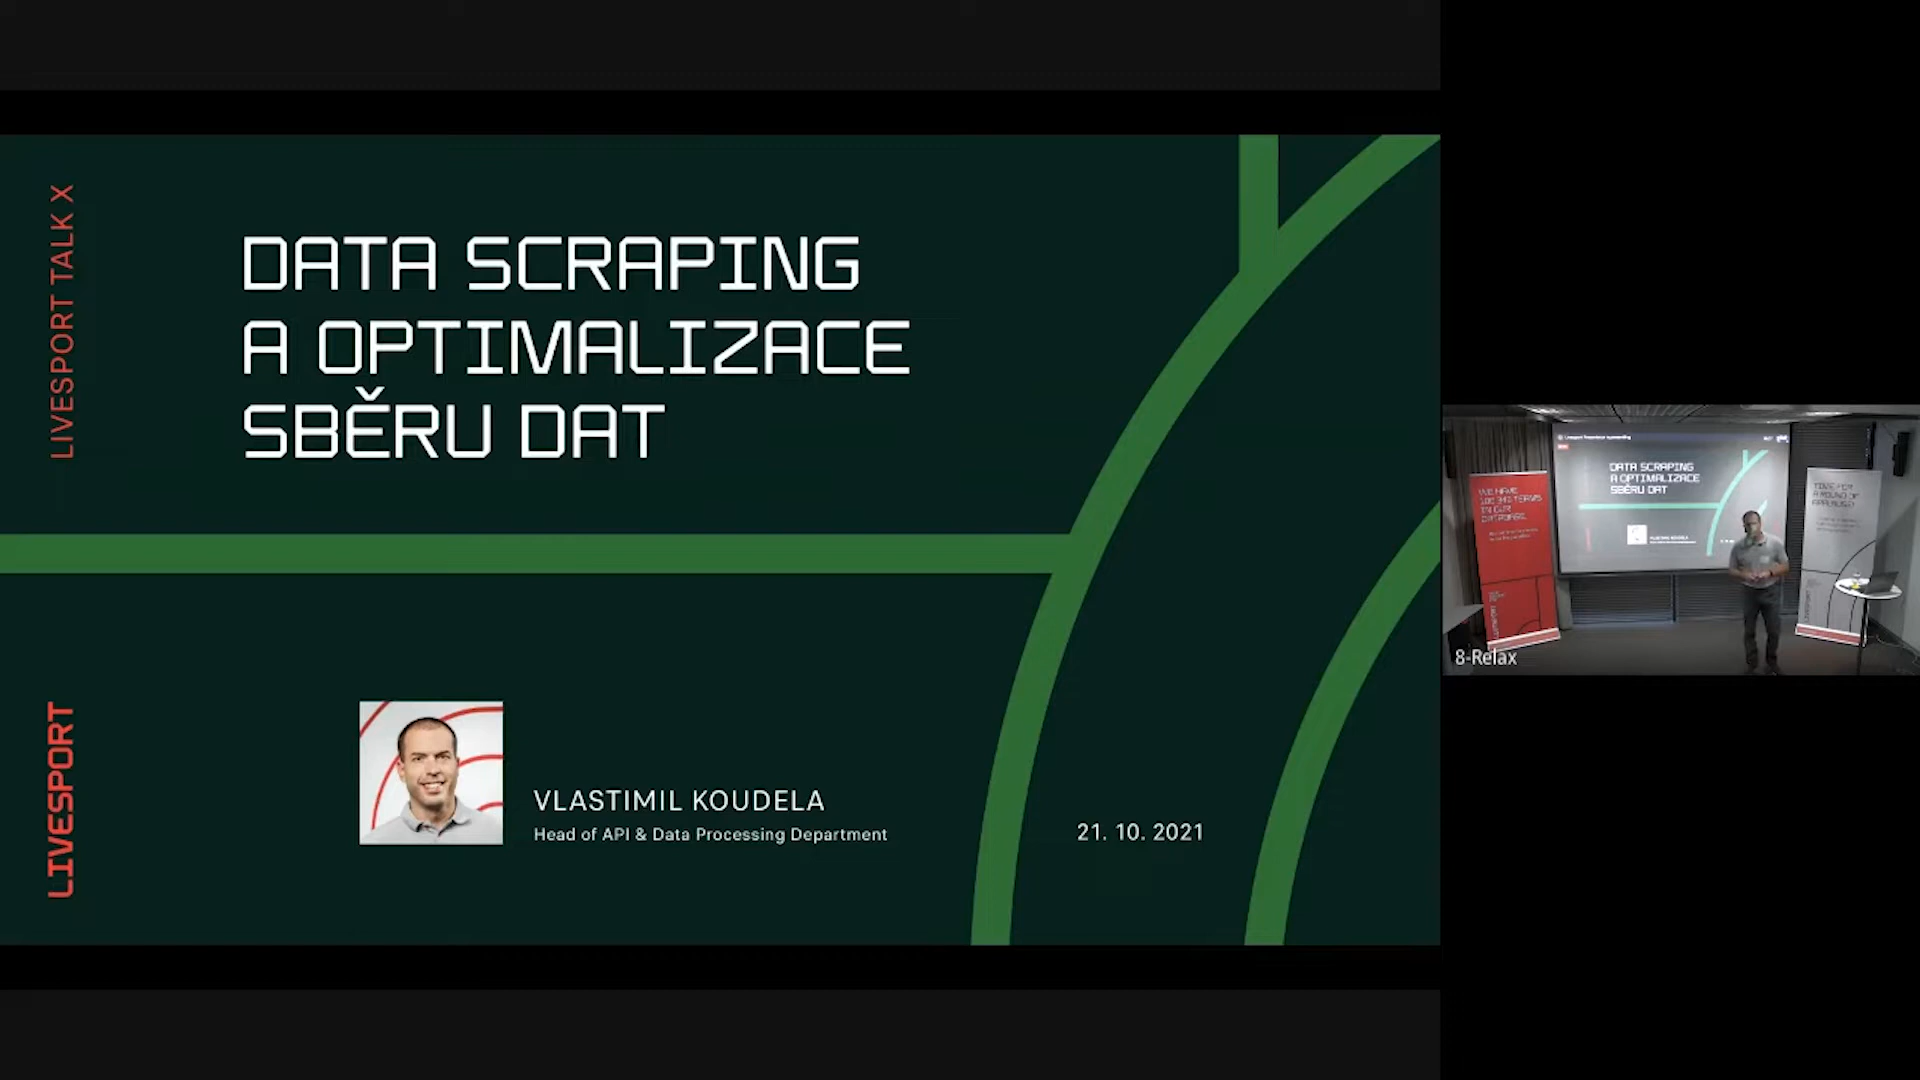 LIVESPORT TALK X
DATA SCRAPING
A OPTIMALIZACE
SBĚRU DAT
LIVESPORT
VLASTIMIL KOUDELA
Head of API & Data Processing Department
21. 10. 2021
DATA SCRAPING
A OPTIMALIZACE
SBĚRU DAT
8-Relax